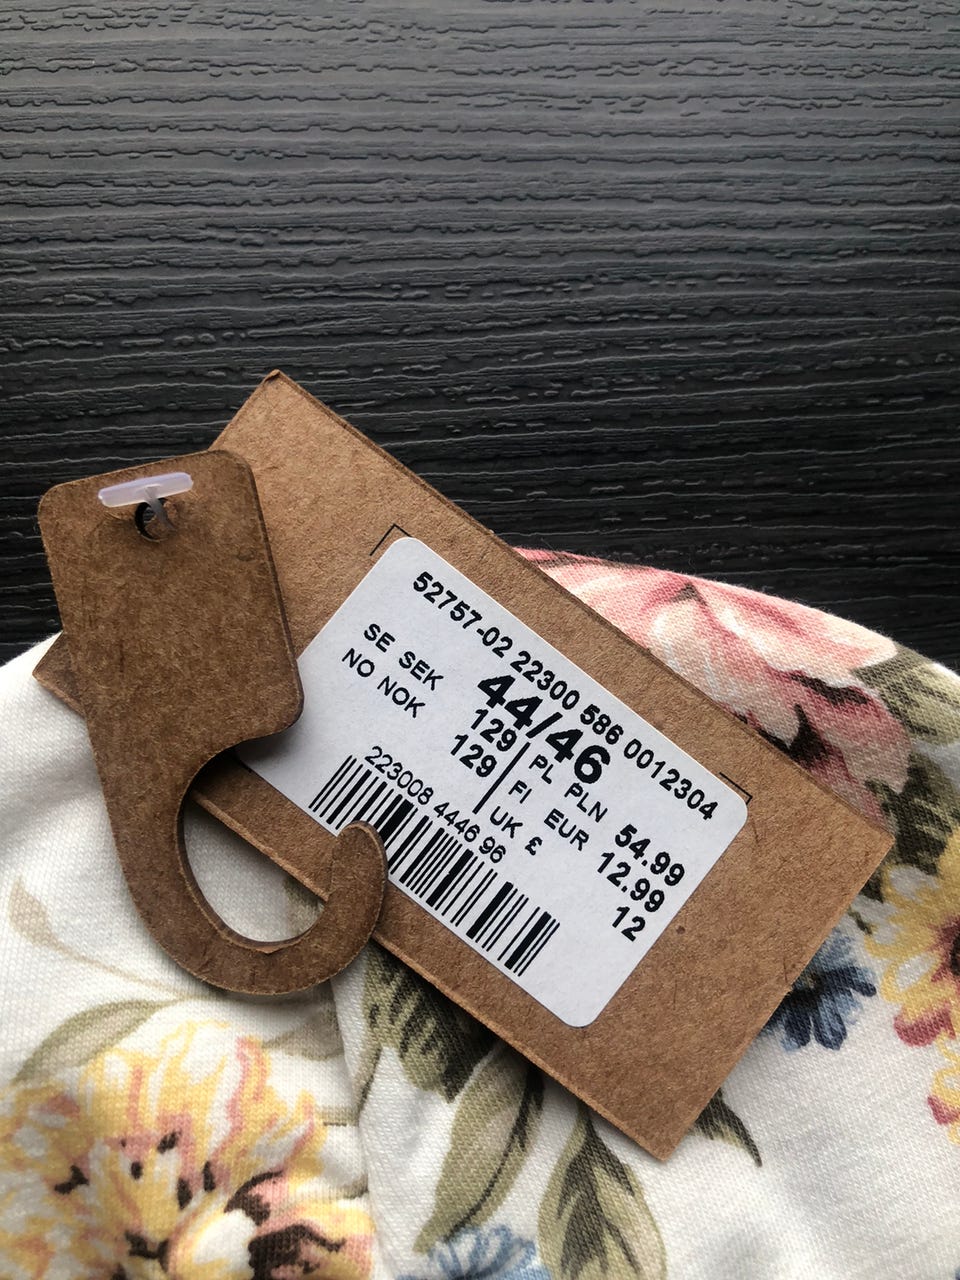 52757-02 22300 586 0012304
44/46
SE SEK 129 PL PLN 54.99
NO NOK 129 FI EUR 12.99
UK £ 12
223008 4446 96